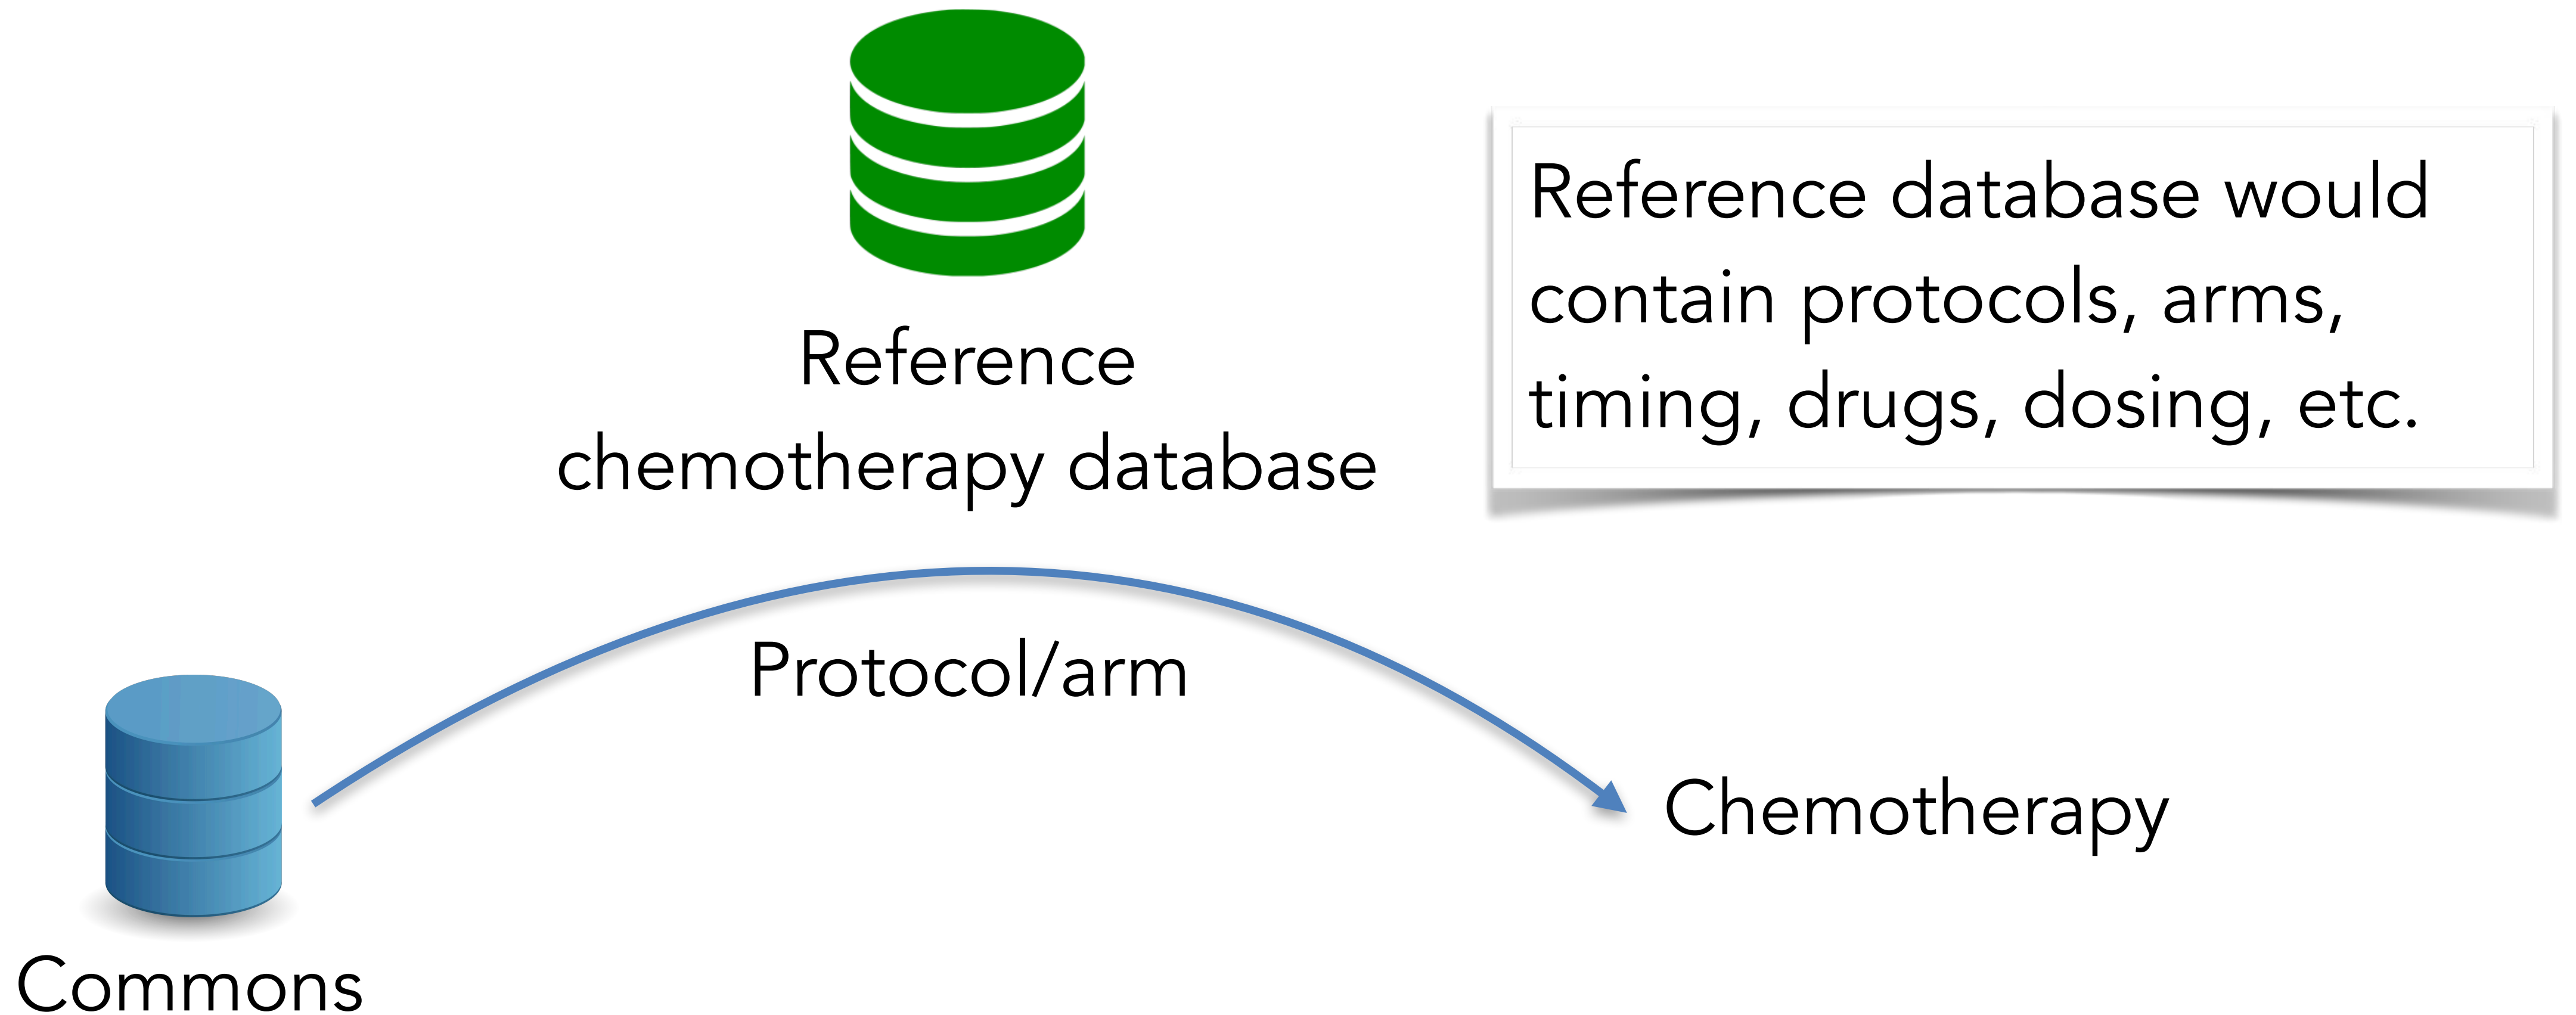 Reference
chemotherapy database
Reference database would
contain protocols, arms,
timing, drugs, dosing, etc.
Protocol/arm
Chemotherapy
Commons